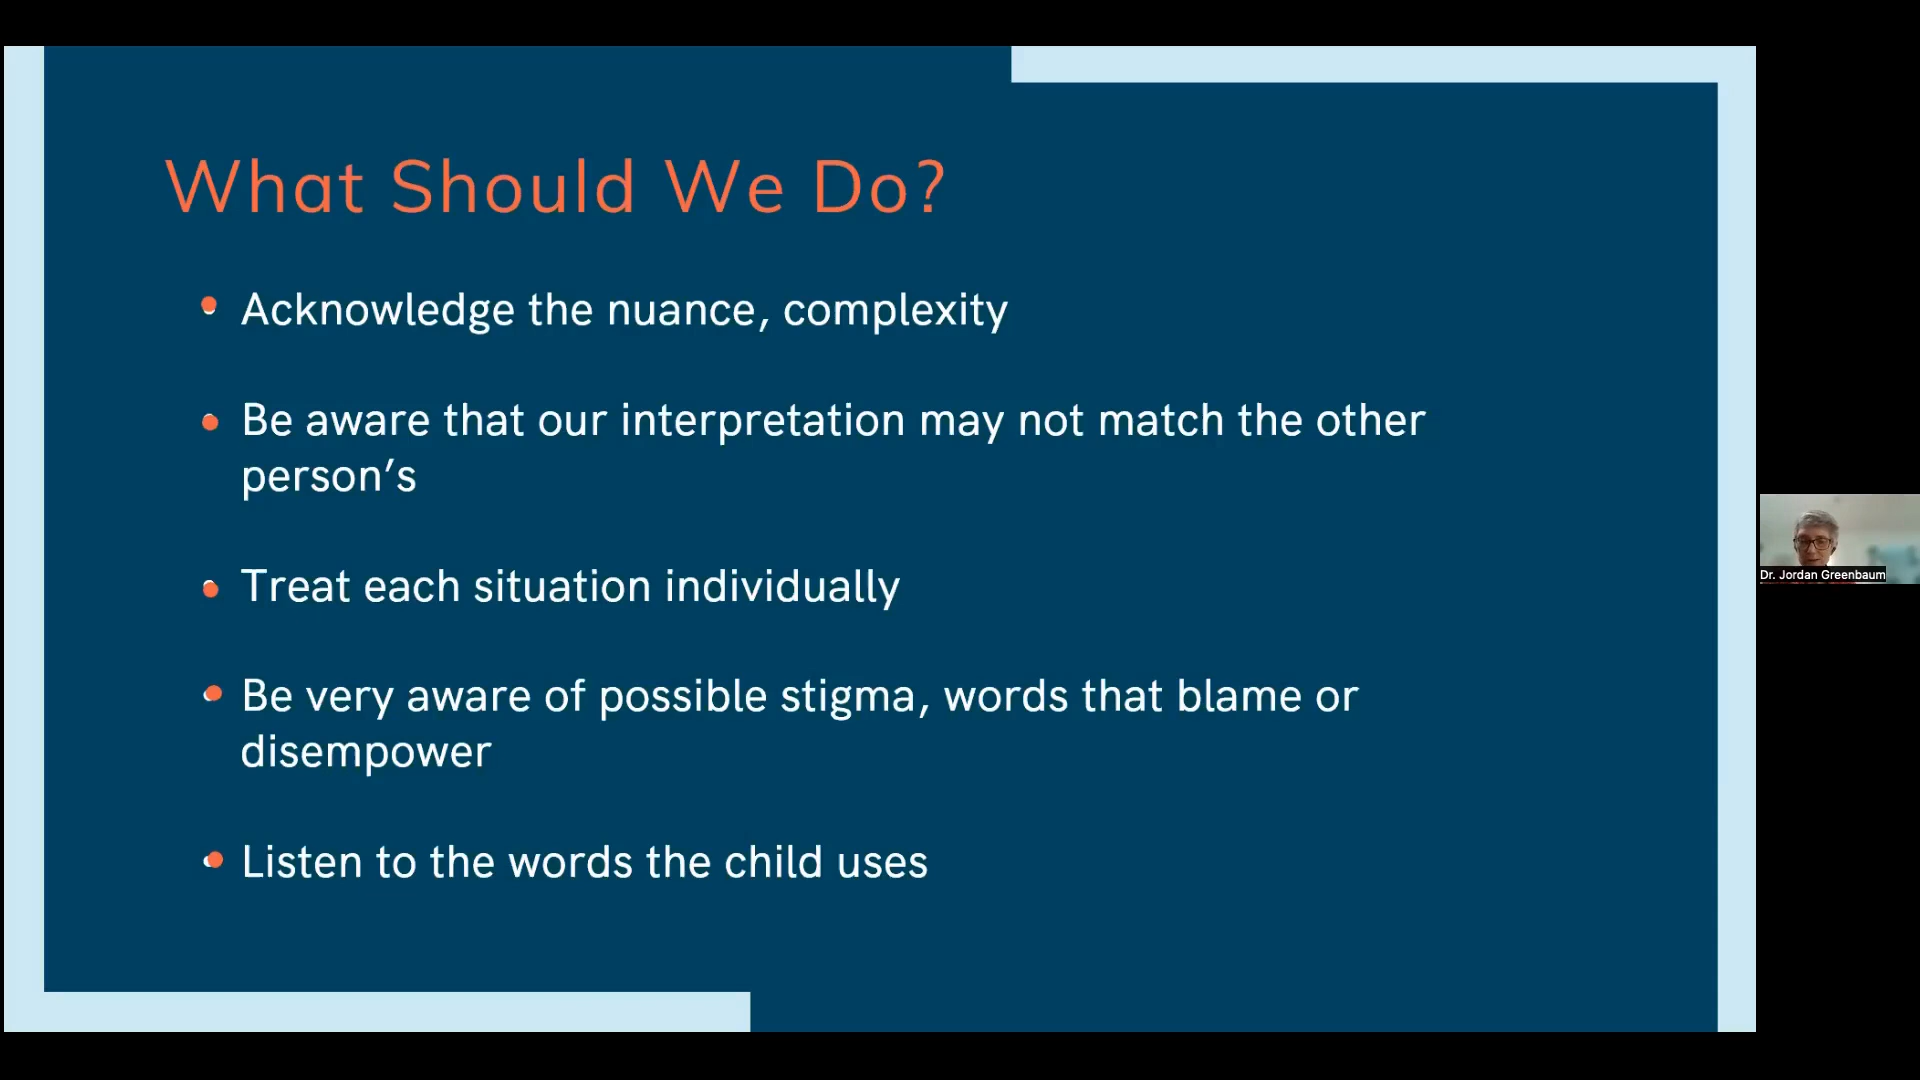 What Should We Do?
• Acknowledge the nuance, complexity
• Be aware that our interpretation may not match the other
person’s
• Treat each situation individually
• Be very aware of possible stigma, words that blame or
disempower
• Listen to the words the child uses
Dr. Jordan Greenbaum